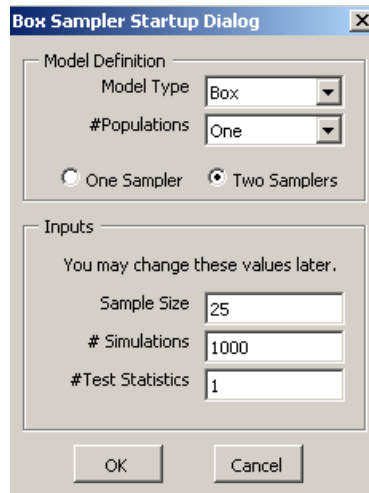 Box Sampler Startup Dialog
Model Definition
Model Type Box
#Populations One
One Sampler Two Samplers
Inputs
You may change these values later.
Sample Size 25
# Simulations 1000
#Test Statistics 1
OK Cancel